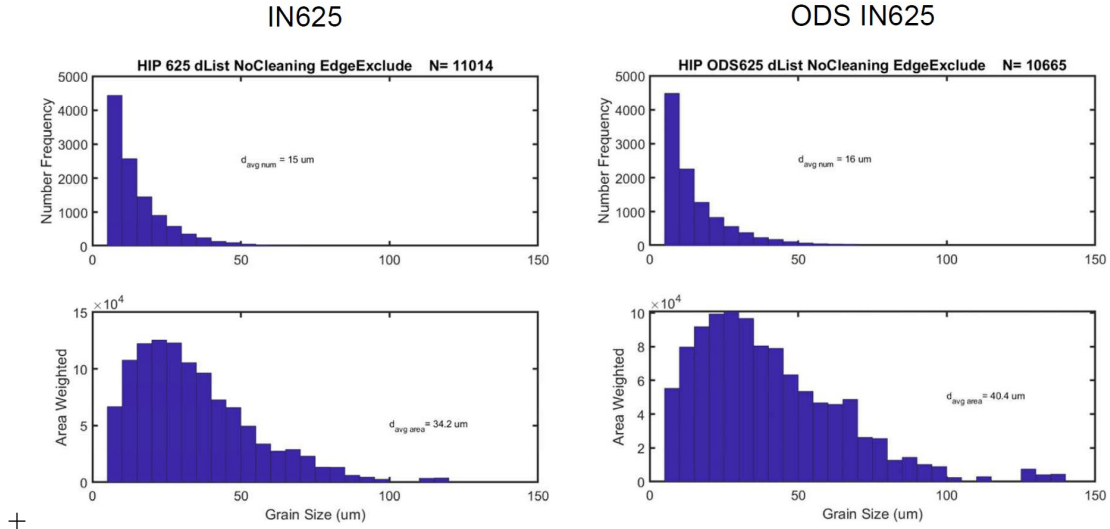 IN625
ODS IN625
HIP 625 dList NoCleaning EdgeExclude N= 11014
HIP ODS625 dList NoCleaning EdgeExclude N= 10665
Number Frequency
5000
4000
3000
2000
1000
0
d avg num = 15 um
0 50 100 150
Number Frequency
5000
4000
3000
2000
1000
0
d avg num = 16 um
0 50 100 150
Area Weighted
×10^4
15
10
5
0
d avg area = 34.2 um
0 50 100 150
Grain Size (um)
Area Weighted
×10^4
10
8
6
4
2
0
d avg area = 40.4 um
0 50 100 150
Grain Size (um)
+